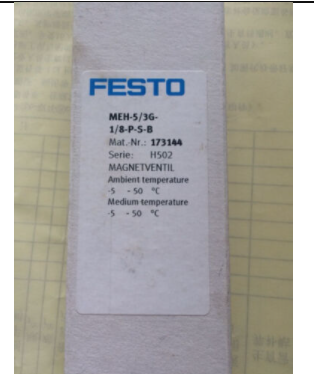 FESTO
MEH-5/3G-
1/8-P-S-B
Mat.-Nr.: 173144
Serie: H502
MAGNETVENTIL
Ambient temperature
-5 - 50 °C
Medium temperature
-5 - 50 °C